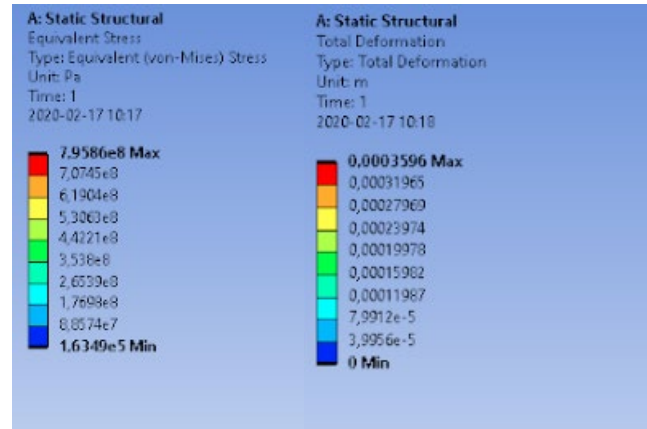 A: Static Structural
Equivalent Stress
Type: Equivalent (von-Mises) Stress
Unit: Pa
Time: 1
2020-02-17 10:17
7,9586e8 Max
7,0745e8
6,1904e8
5,3063e8
4,4221e8
3,538e8
2,6539e8
1,7698e8
8,8574e7
1,6349e5 Min
A: Static Structural
Total Deformation
Type: Total Deformation
Unit: m
Time: 1
2020-02-17 10:18
0,0003596 Max
0,00031965
0,00027969
0,00023974
0,00019978
0,00015982
0,00011987
7,9912e-5
3,9956e-5
0 Min